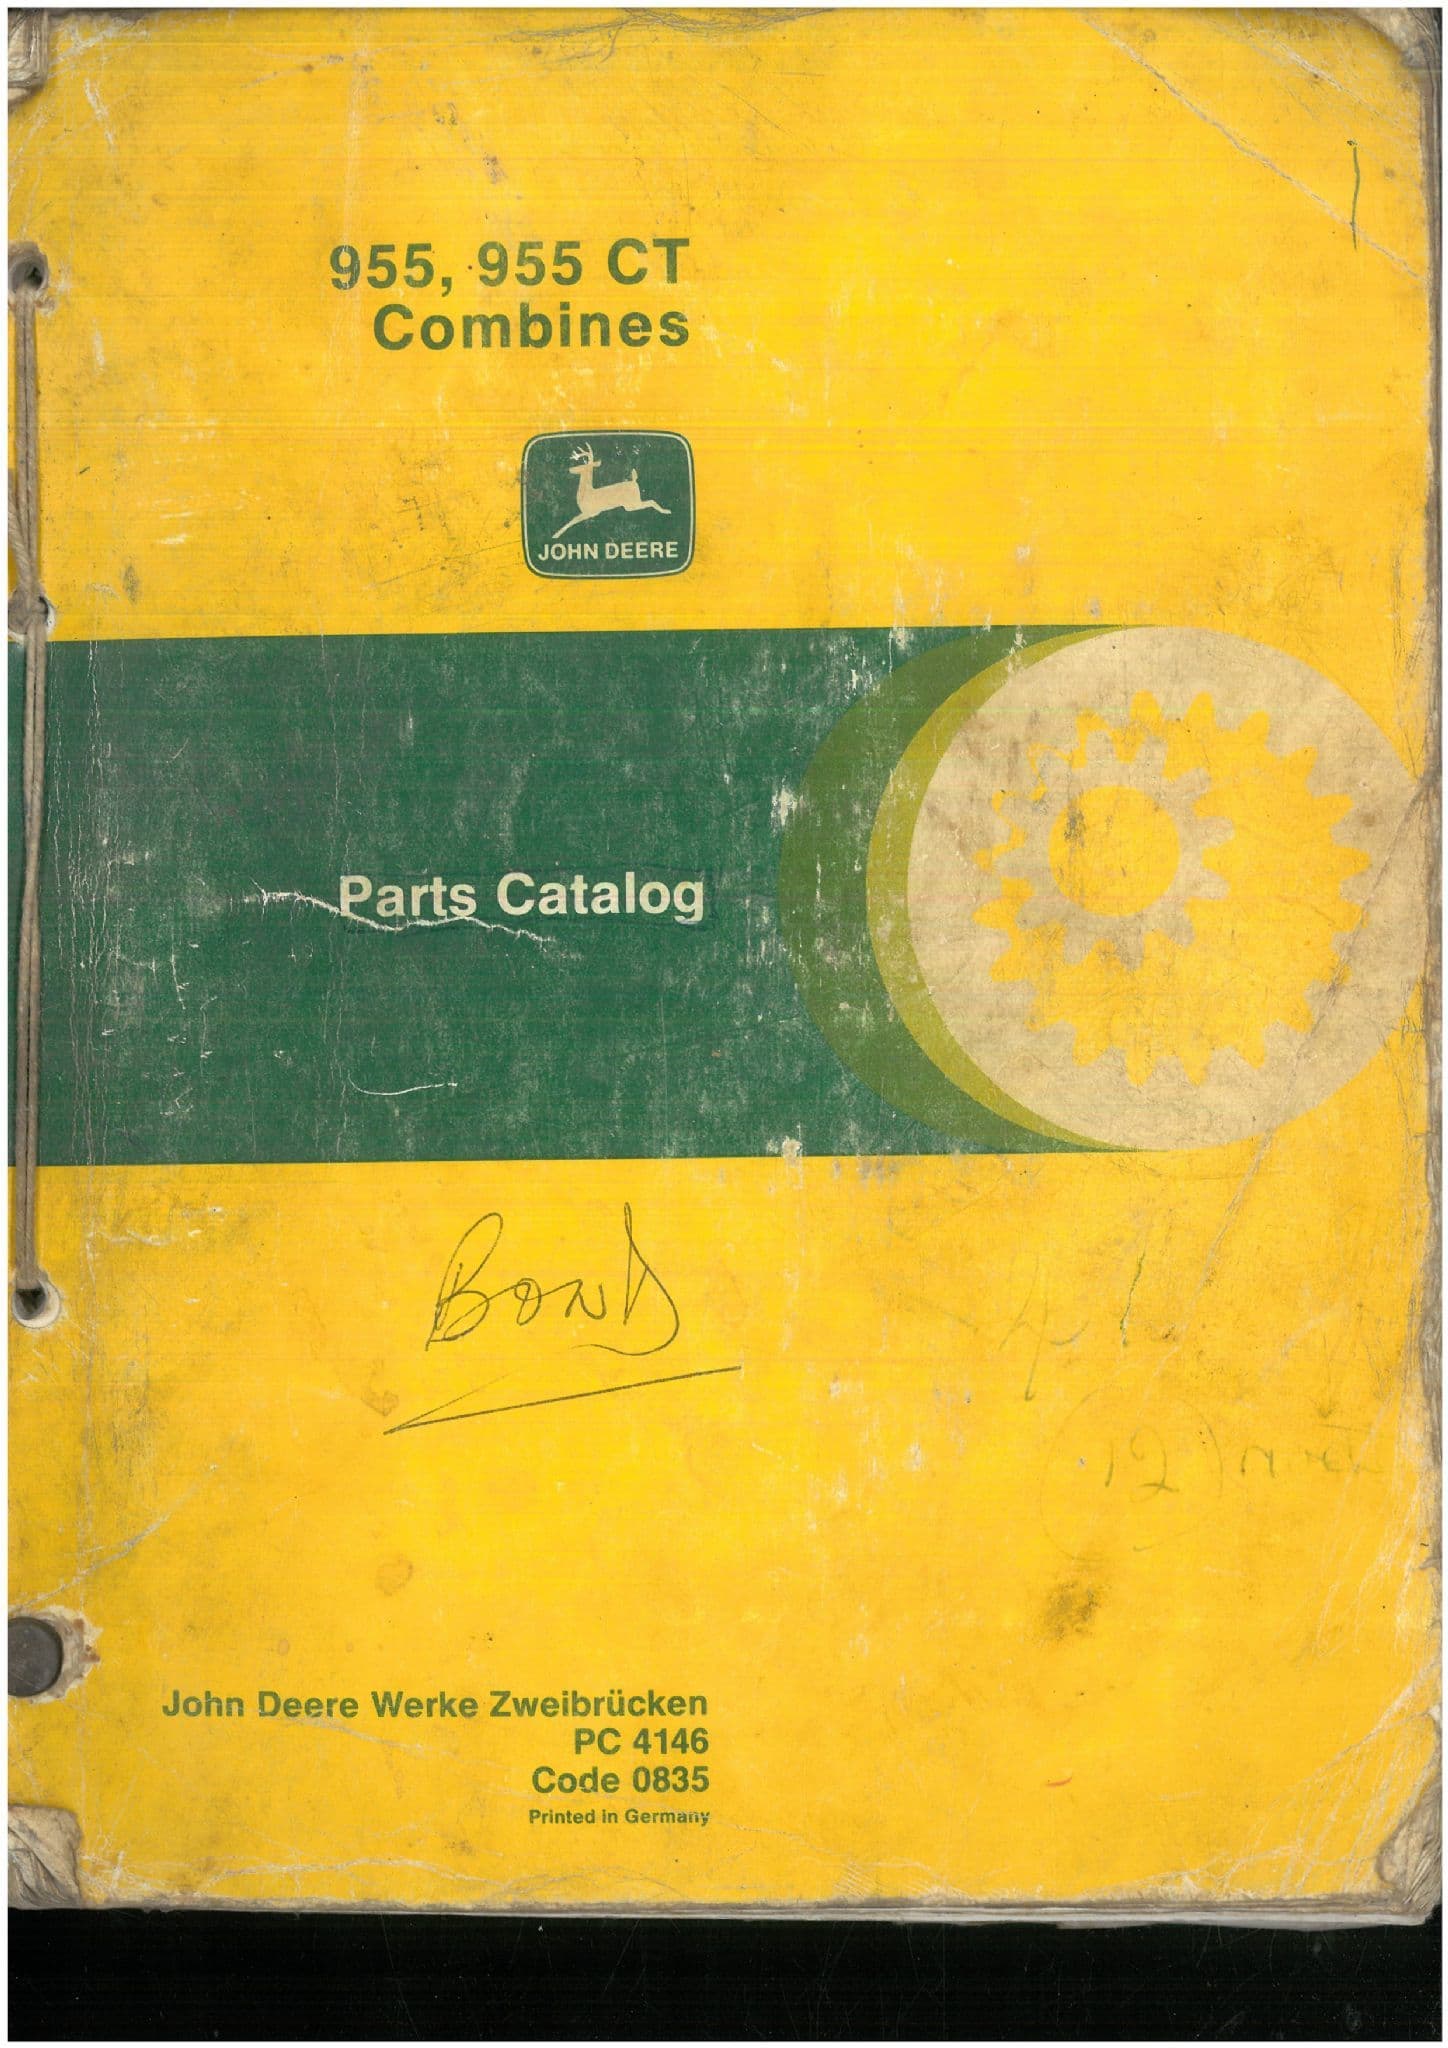 955, 955 CT
Combines
JOHN DEERE
Parts Catalog
Bond
John Deere Werke Zweibrücken
PC 4146
Code 0835
Printed in Germany